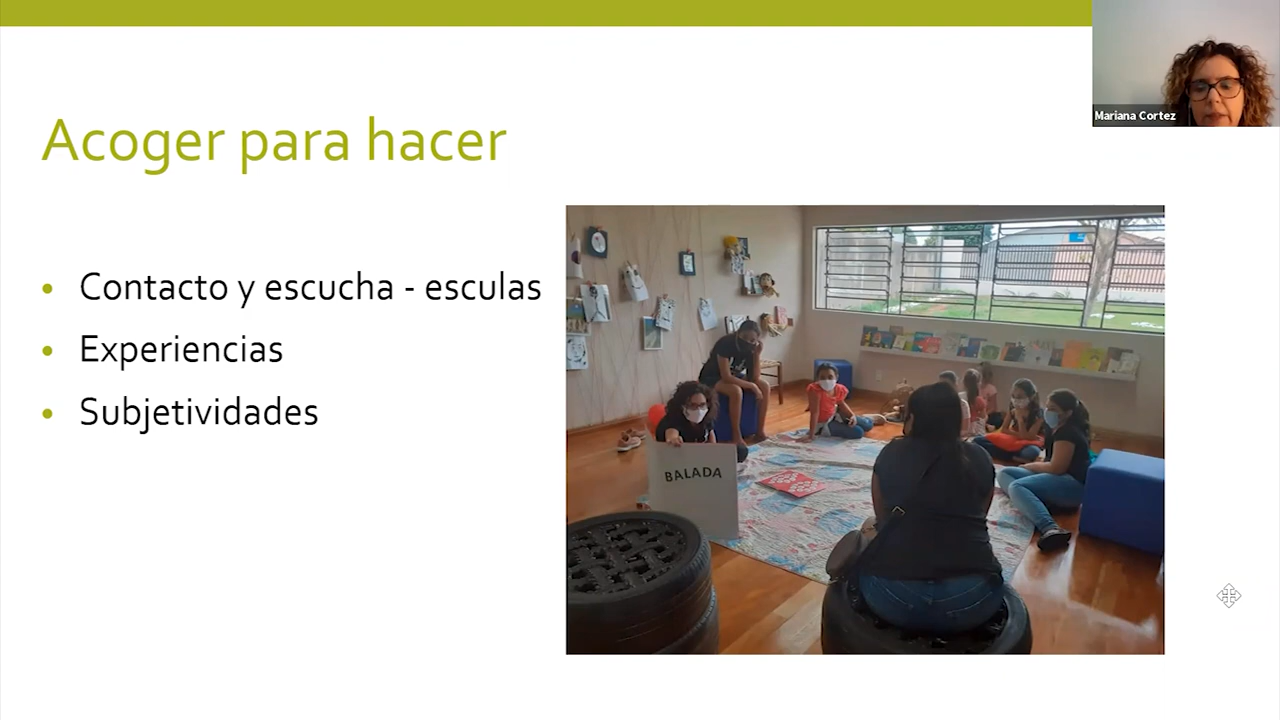 Mariana Cortez
Acoger para hacer
• Contacto y escucha - esculas
• Experiencias
• Subjetividades
BALADA